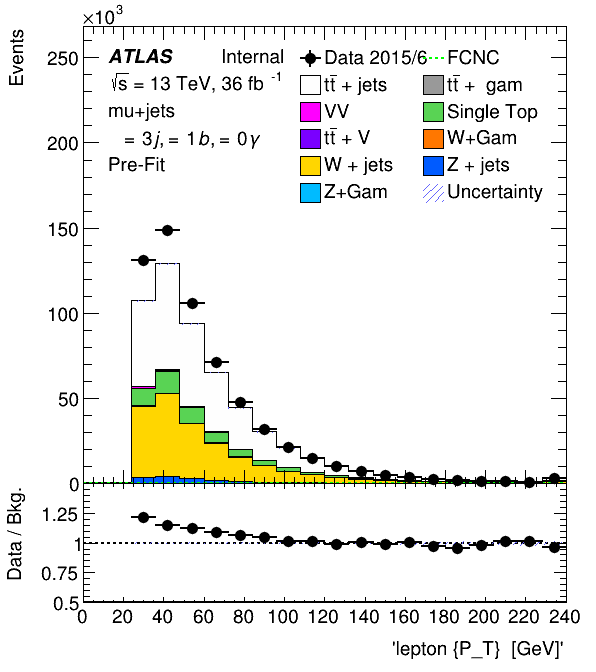 ×10³
Events
250
200
150
100
50
0
ATLAS Internal
√s = 13 TeV, 36 fb⁻¹
mu+jets
= 3j, = 1b, = 0γ
Pre-Fit
Data 2015/6 FCNC
tt̄ + jets tt̄ + gam
VV Single Top
tt̄ + V W+Gam
W + jets Z + jets
Z+Gam Uncertainty
Data / Bkg.
1.25
1
0.75
0.5
0 20 40 60 80 100 120 140 160 180 200 220 240
'lepton {P_T} [GeV]'